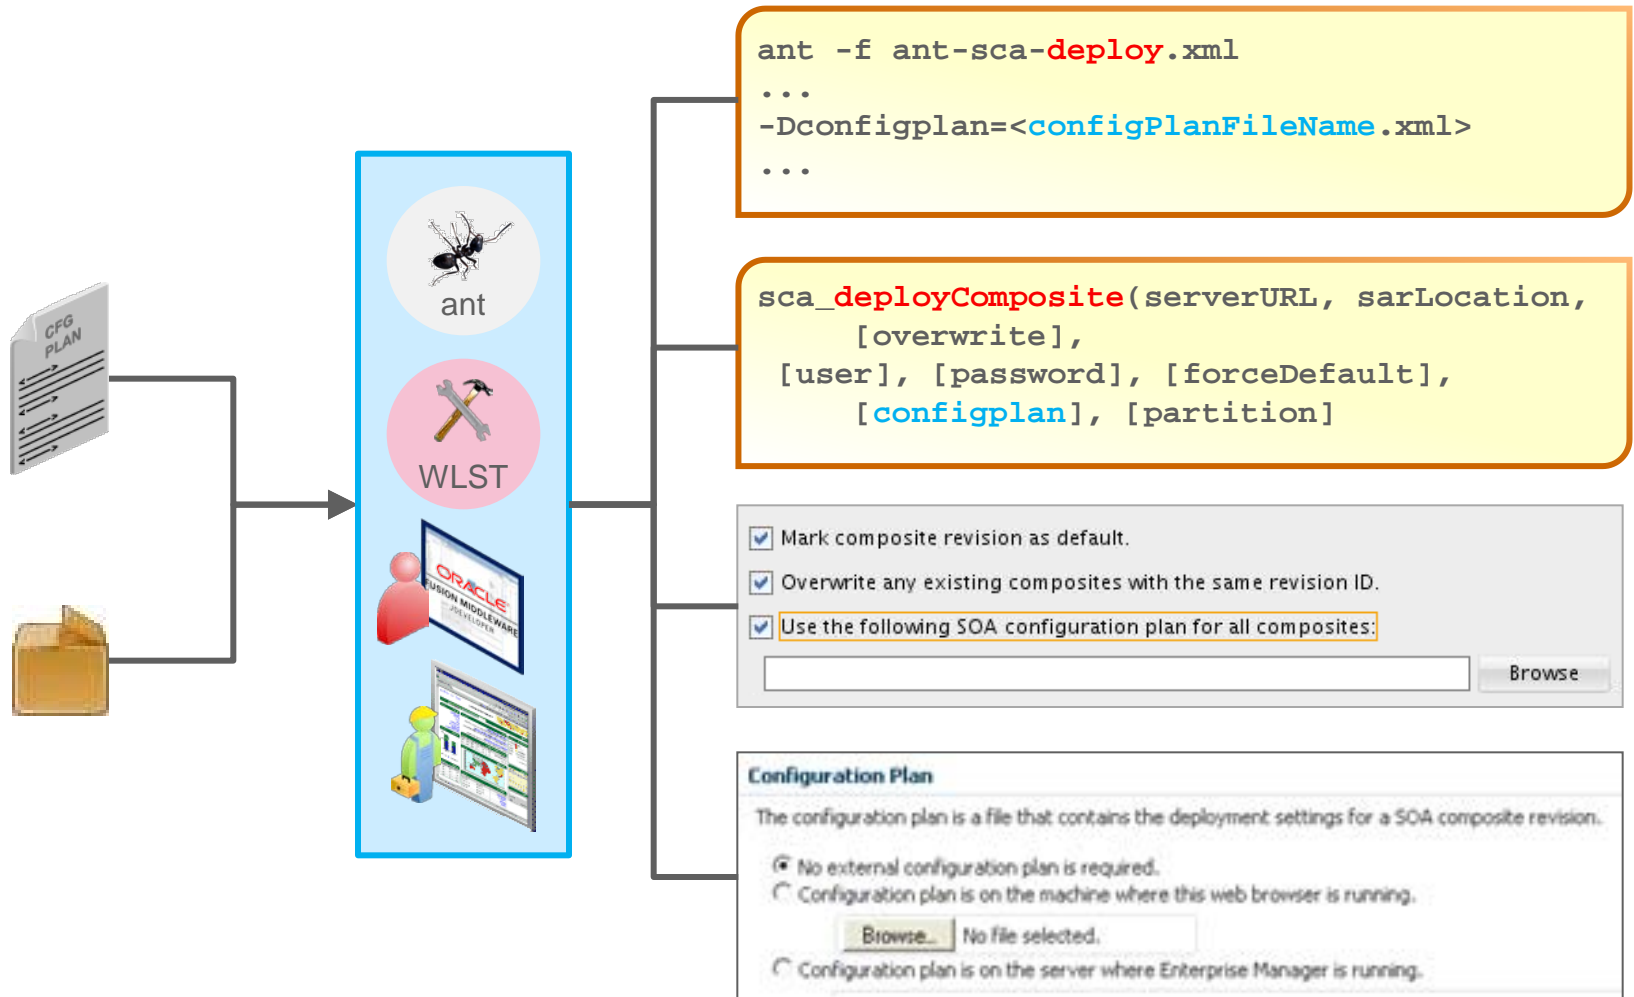 ant -f ant-sca-deploy.xml
...
-Dconfigplan=<configPlanFileName.xml>
...
CFG
PLAN
ant
WLST
ORACLE
FUSION MIDDLEWARE
JDEVELOPER
sca_deployComposite(serverURL, sarLocation,
[overwrite],
[user], [password], [forceDefault],
[configplan], [partition]
Mark composite revision as default.
Overwrite any existing composites with the same revision ID.
Use the following SOA configuration plan for all composites:
Browse
Configuration Plan
The configuration plan is a file that contains the deployment settings for a SOA composite revision.
No external configuration plan is required.
Configuration plan is on the machine where this web browser is running.
Browse... No file selected.
Configuration plan is on the server where Enterprise Manager is running.